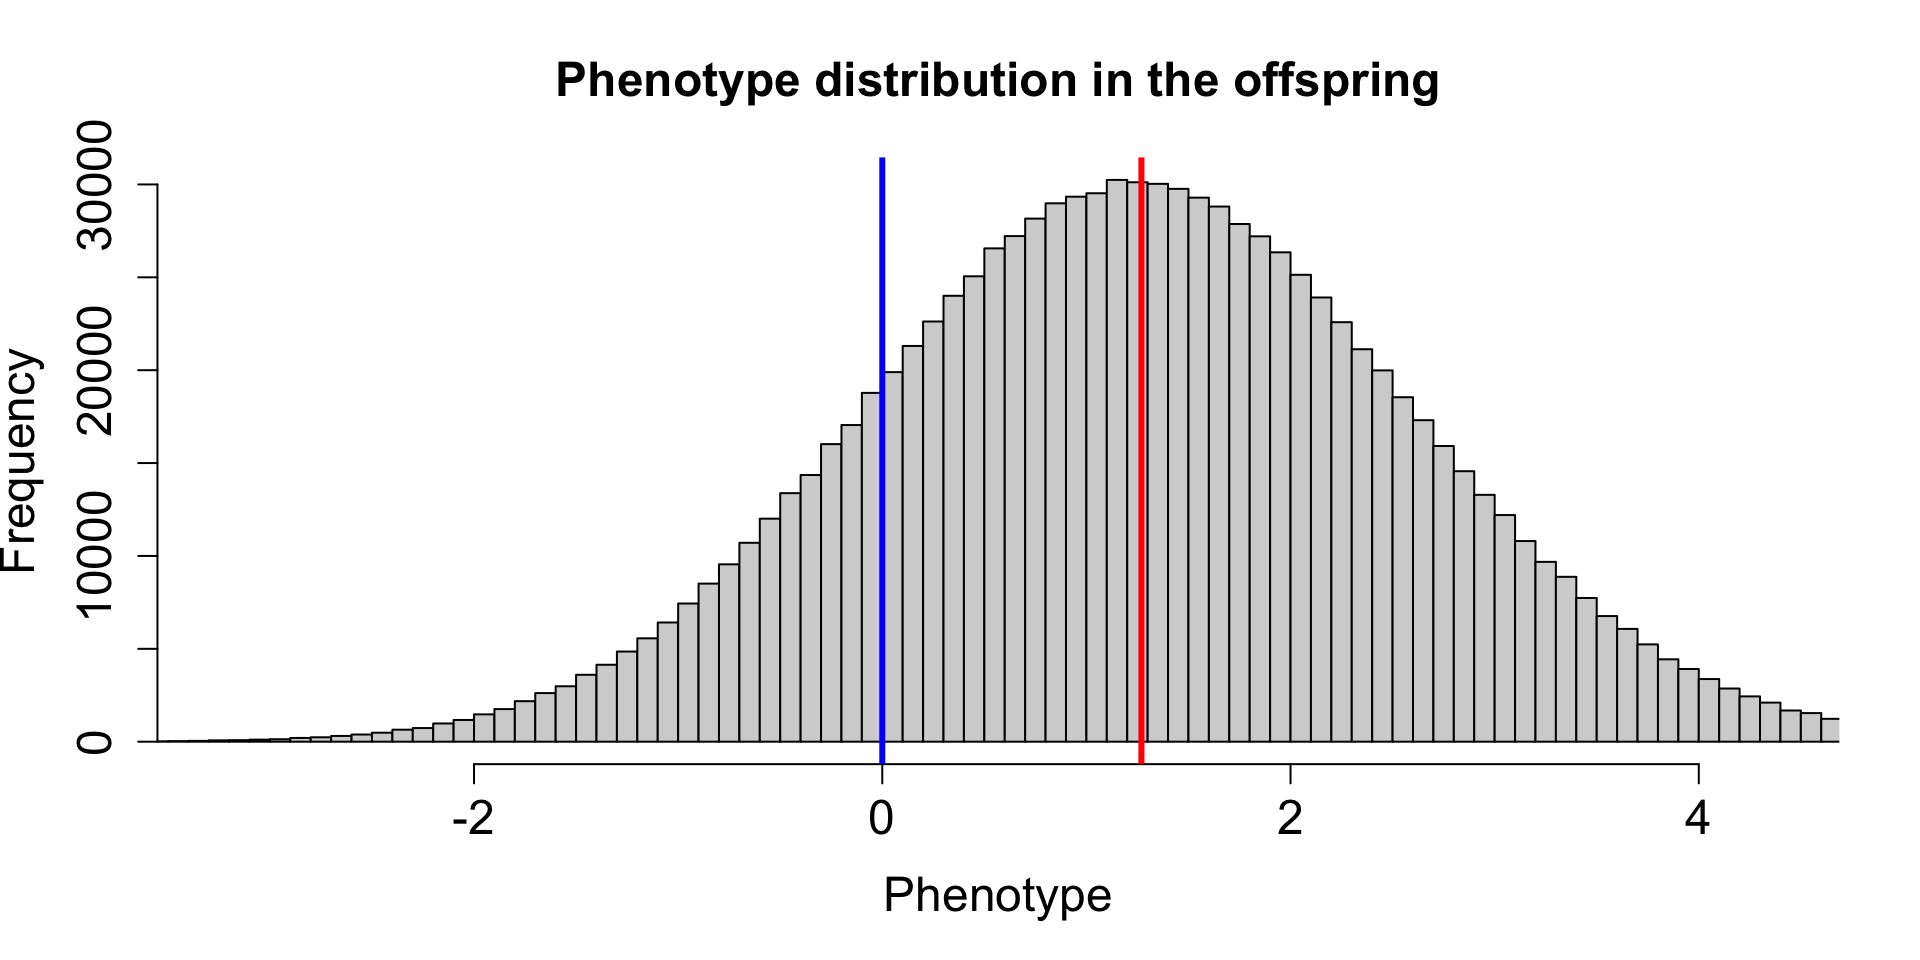 Phenotype distribution in the offspring
Frequency
30000
20000
10000
0
-2 0 2 4
Phenotype